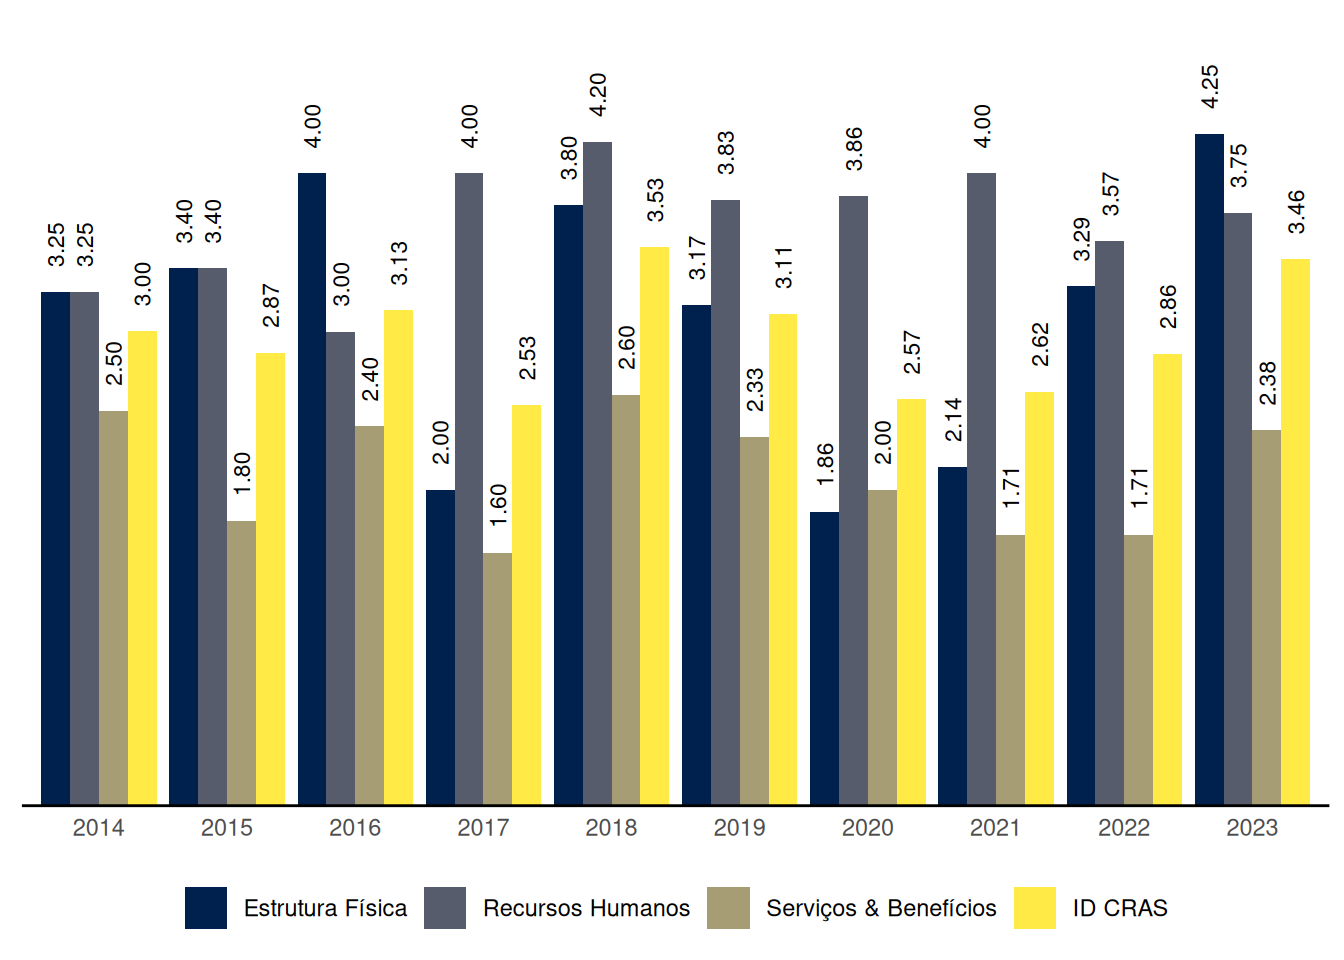 3.25 3.25 2.50 3.00
3.40 3.40 1.80 2.87
4.00 3.00 2.40 3.13
2.00 4.00 1.60 2.53
3.80 4.20 2.60 3.53
3.17 3.83 2.33 3.11
1.86 3.86 2.00 2.57
2.14 4.00 1.71 2.62
3.29 3.57 1.71 2.86
4.25 3.75 2.38 3.46
2014 2015 2016 2017 2018 2019 2020 2021 2022 2023
Estrutura Física Recursos Humanos Serviços & Benefícios ID CRAS